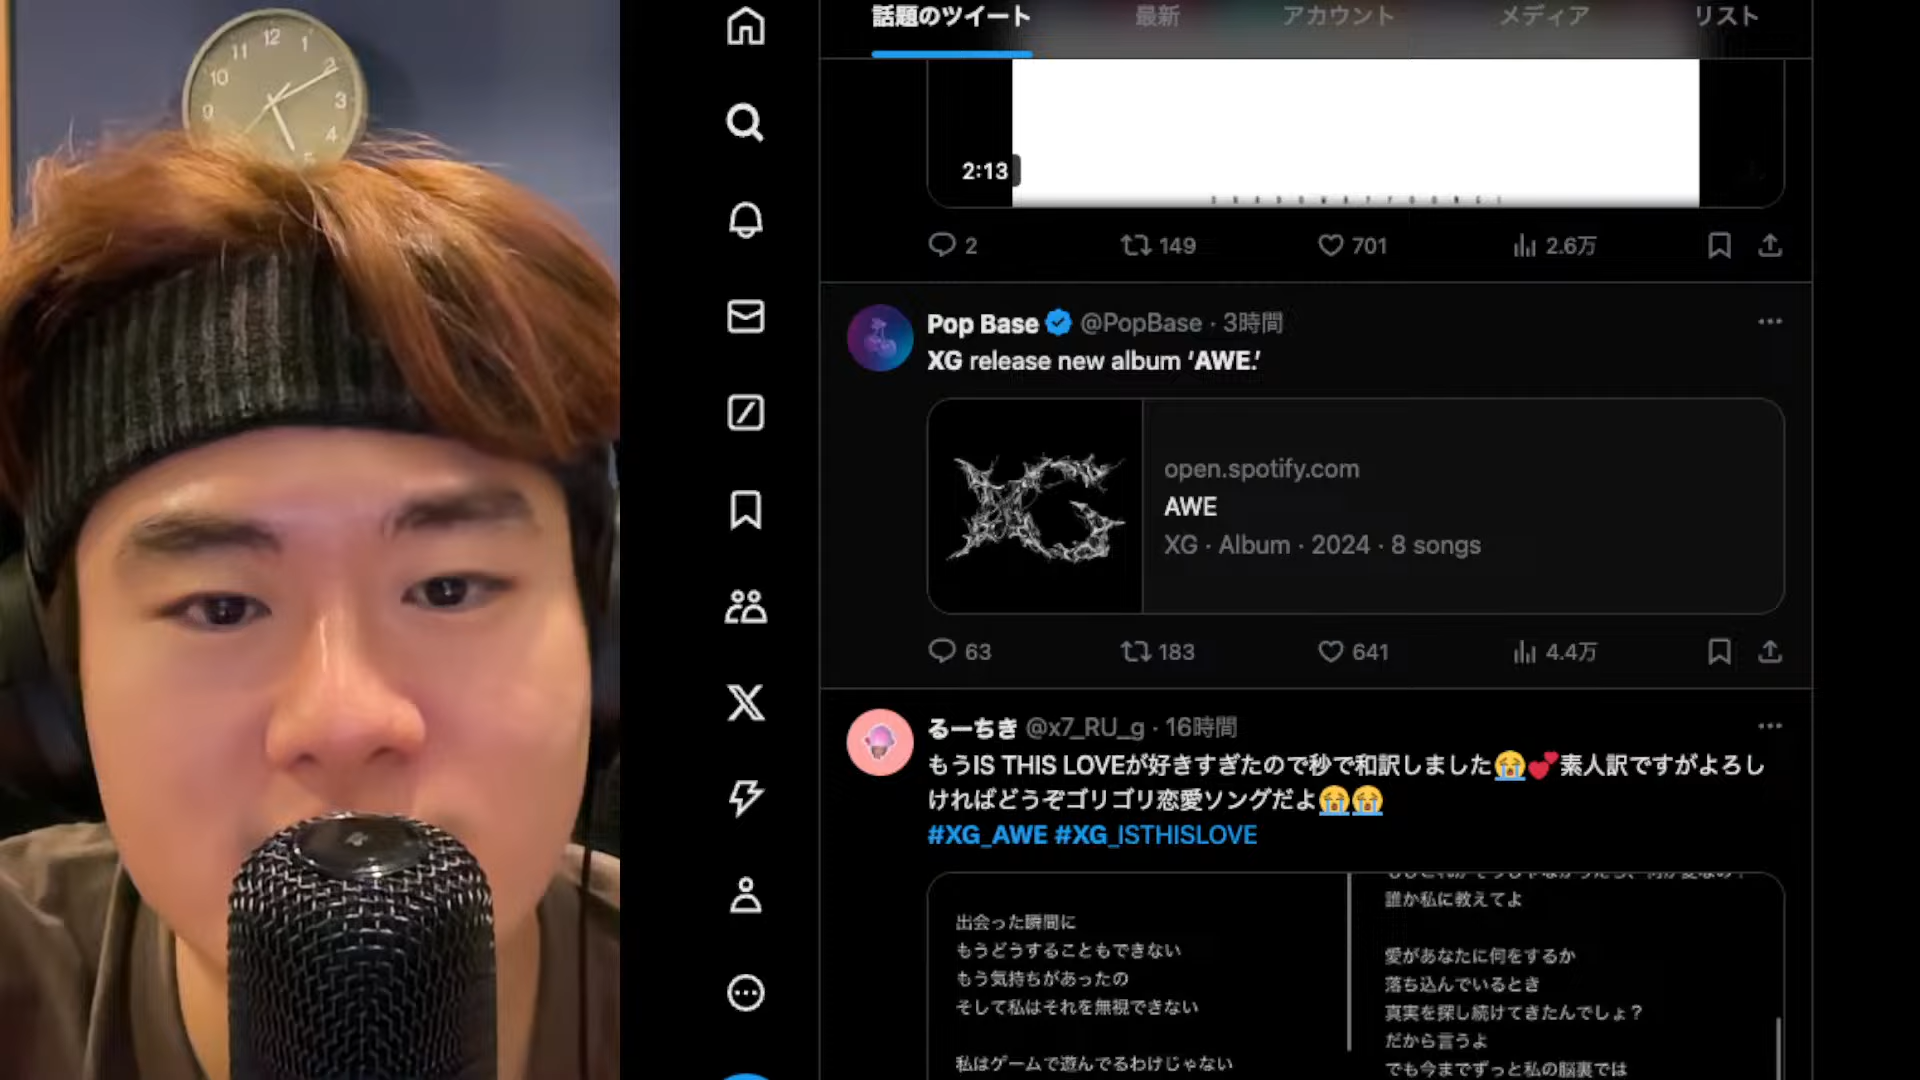 12
1
11
2
10
3
9
4
5
話題のツイート
最新
アカウント
メディア
リスト
2:13
2
149
701
2.6万
Pop Base @PopBase · 3時間
XG release new album ‘AWE.’
XG
open.spotify.com
AWE
XG · Album · 2024 · 8 songs
63
183
641
4.4万
るーちき @x7_RU_g · 16時間
もうIS THIS LOVEが好きすぎたので秒で和訳しました😭💕素人訳ですがよろし
ければどうぞゴリゴリ恋愛ソングだよ😭😭
#XG_AWE #XG_ISTHISLOVE
出会った瞬間に
もうどうすることもできない
もう気持ちがあったの
そして私はそれを無視できない
私はゲームで遊んでるわけじゃない
誰か私に教えてよ
愛があなたに何をするか
落ち込んでいるとき
真実を探し続けてきたんでしょ？
だから言うよ
でも今までずっと私の脳裏では